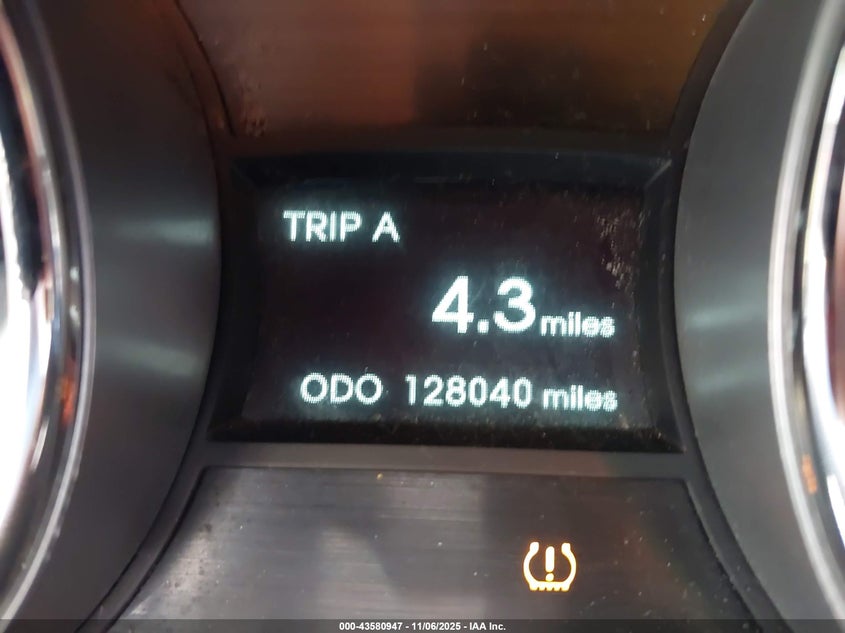 TRIP A
4.3 miles
ODO 128040 miles
000-43580947 - 11/06/2025 - IAA Inc.